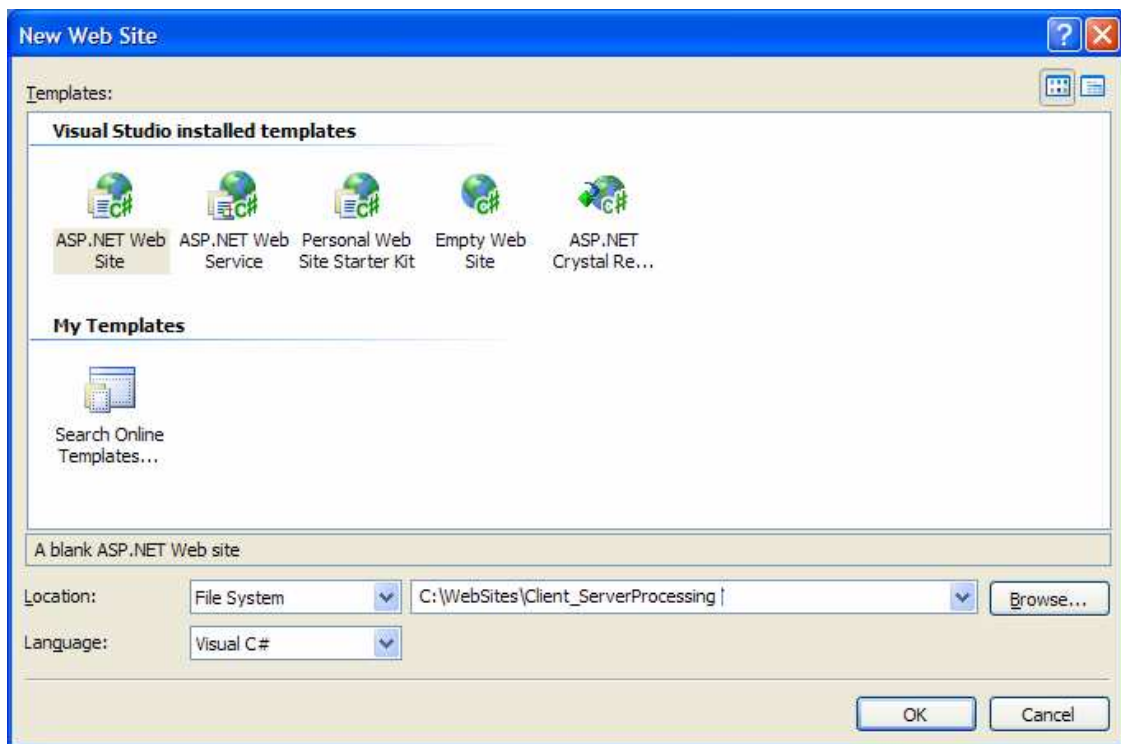 New Web Site
Templates:
Visual Studio installed templates
ASP.NET Web Site
ASP.NET Web Service
Personal Web Site Starter Kit
Empty Web Site
ASP.NET Crystal Re...
My Templates
Search Online Templates...
A blank ASP.NET Web site
Location: File System C:\WebSites\Client_ServerProcessing Browse...
Language: Visual C#
OK Cancel